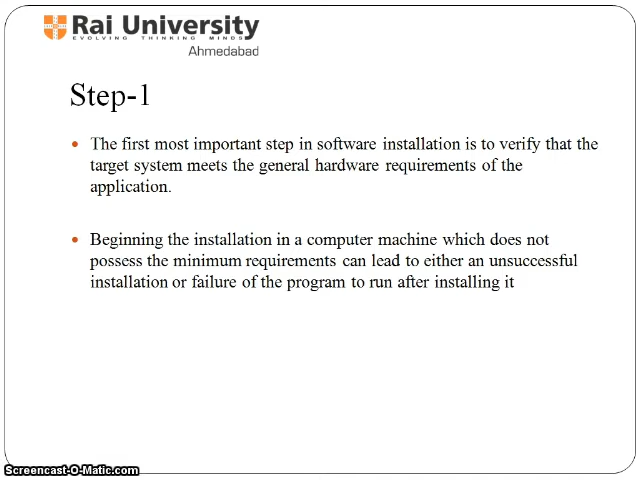 Rai University
EVOLVING THINKING MINDS
Ahmedabad
Step-1
• The first most important step in software installation is to verify that the
target system meets the general hardware requirements of the
application.
• Beginning the installation in a computer machine which does not
possess the minimum requirements can lead to either an unsuccessful
installation or failure of the program to run after installing it
Screencast-O-Matic.com